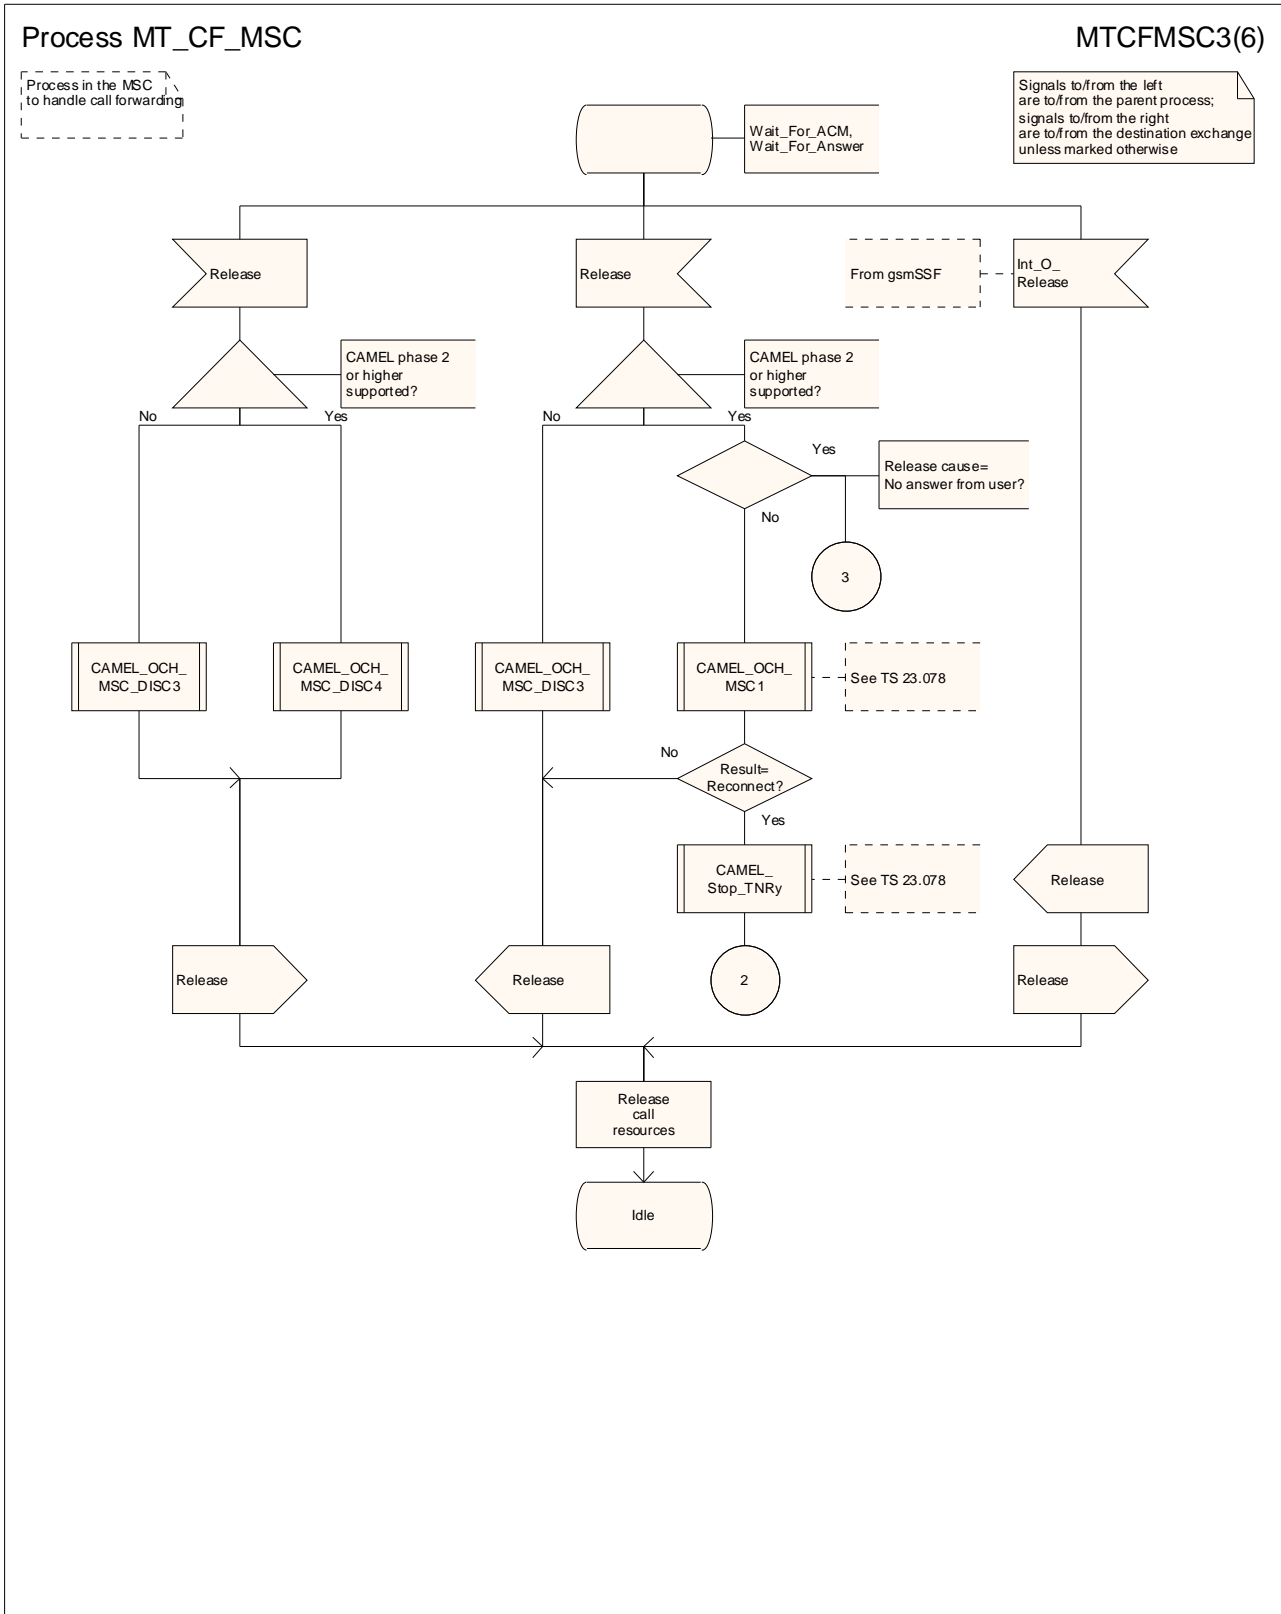 Process MT_CF_MSC
MTCFMSC3(6)
Process in the MSC
to handle call forwarding
Signals to/from the left
are to/from the parent process;
signals to/from the right
are to/from the destination exchange
unless marked otherwise
Wait_For_ACM,
Wait_For_Answer
Release
Release
From gsmSSF
Int_O_
Release
CAMEL phase 2
or higher
supported?
CAMEL phase 2
or higher
supported?
No
Yes
No
Yes
Yes
Release cause=
No answer from user?
No
3
CAMEL_OCH_
MSC_DISC3
CAMEL_OCH_
MSC_DISC4
CAMEL_OCH_
MSC_DISC3
CAMEL_OCH_
MSC1
See TS 23.078
No
Result=
Reconnect?
Yes
CAMEL_
Stop_TNRy
See TS 23.078
Release
Release
Release
2
Release
Release
call
resources
Idle